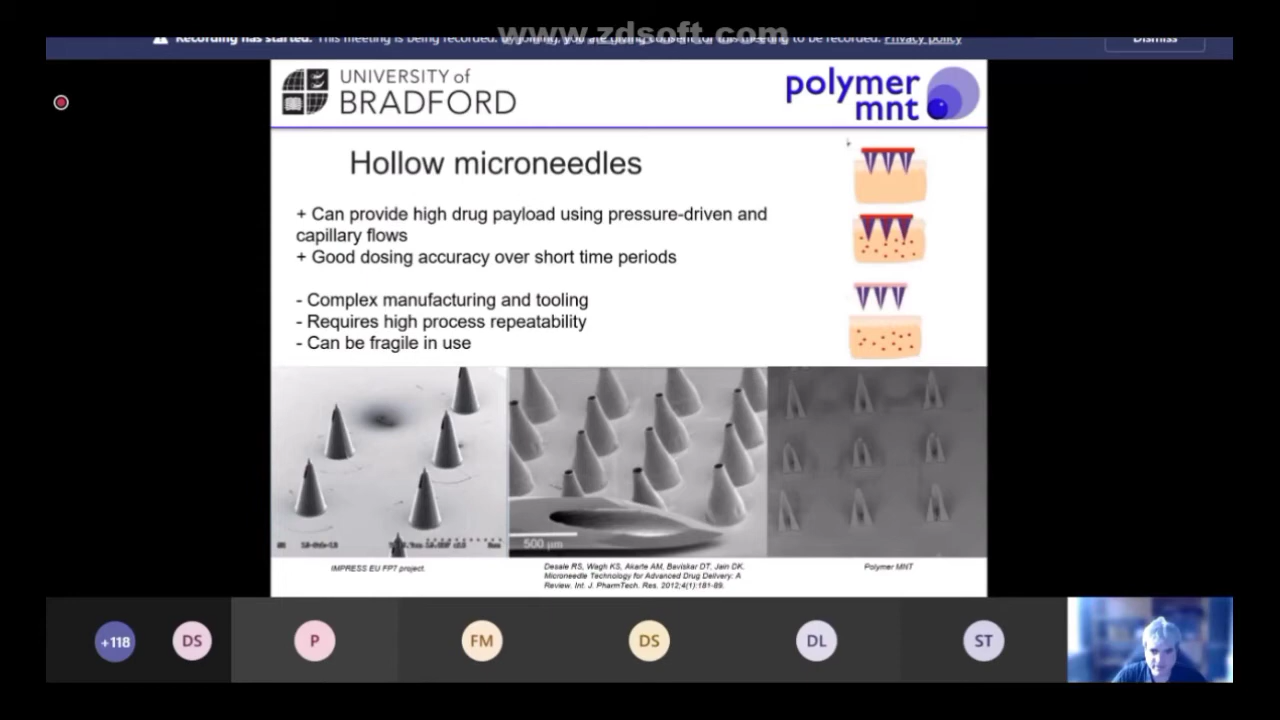 www.zdsoft.com
Recording has started. This meeting is being recorded. By joining, you are giving consent for this meeting to be recorded. Privacy policy
Dismiss
UNIVERSITY of
BRADFORD
polymer
mnt
Hollow microneedles
+ Can provide high drug payload using pressure-driven and
capillary flows
+ Good dosing accuracy over short time periods
- Complex manufacturing and tooling
- Requires high process repeatability
- Can be fragile in use
500 µm
IMPRESS EU FP7 project.
Desale RS, Wagh KS, Akarte AM, Baviskar DT, Jain DK.
Microneedle Technology for Advanced Drug Delivery: A
Review. Int. J. PharmTech. Res. 2012;4(1):181-89.
Polymer MNT
+118
DS
P
FM
DS
DL
ST